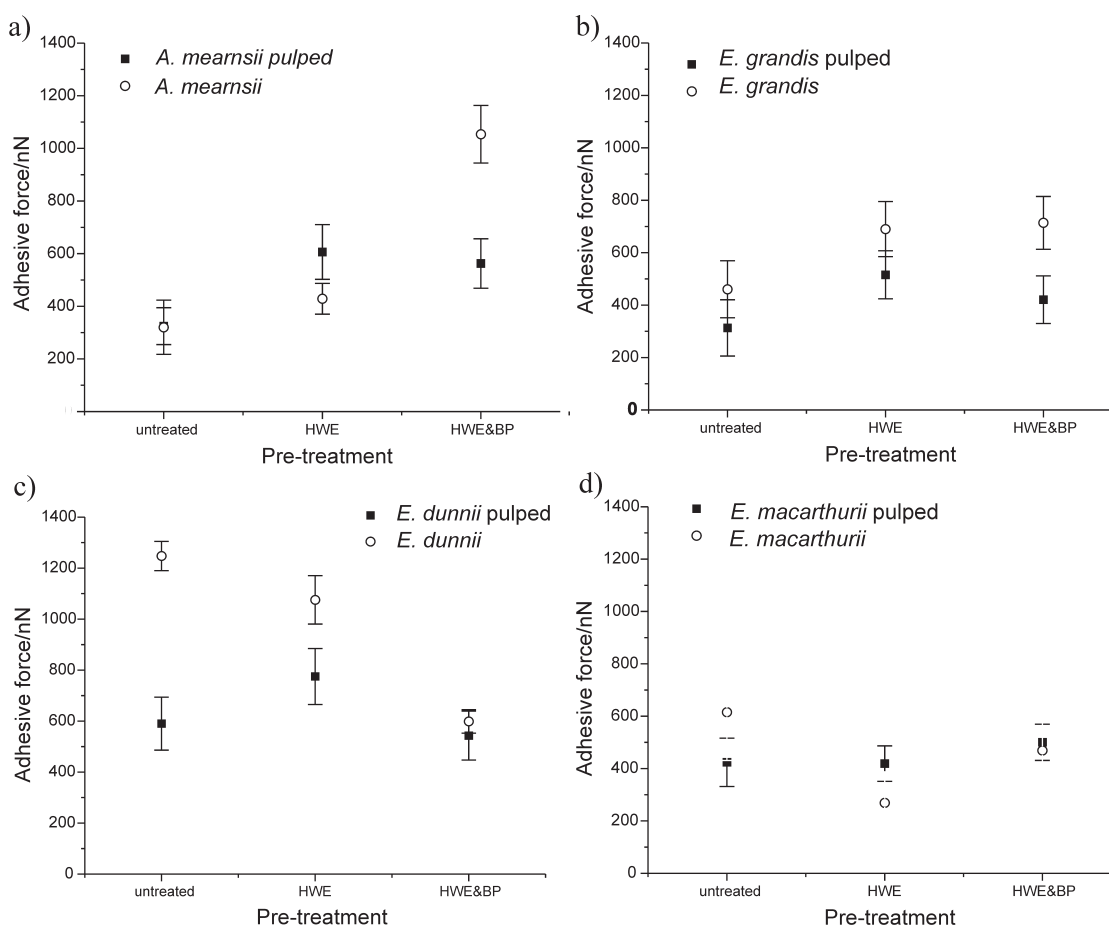 a)
A. mearnsii pulped
A. mearnsii
1400
1200
1000
800
600
400
200
Adhesive force/nN
untreated HWE HWE&BP
Pre-treatment
b)
E. grandis pulped
E. grandis
1400
1200
1000
800
600
400
200
0
Adhesive force/nN
untreated HWE HWE&BP
Pre-treatment
c)
E. dunnii pulped
E. dunnii
1400
1200
1000
800
600
400
200
0
Adhesive force/nN
untreated HWE HWE&BP
Pre-treatment
d)
E. macarthurii pulped
E. macarthurii
1400
1200
1000
800
600
400
200
0
Adhesive force/nN
untreated HWE HWE&BP
Pre-treatment